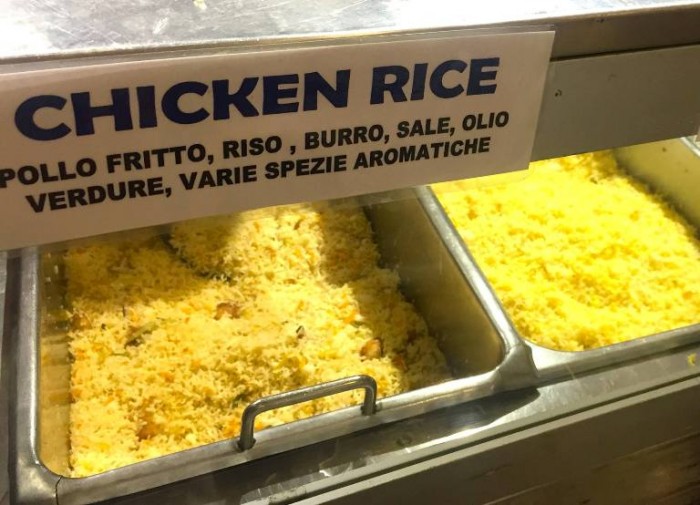 CHICKEN RICE
POLLO FRITTO, RISO , BURRO, SALE, OLIO
VERDURE, VARIE SPEZIE AROMATICHE